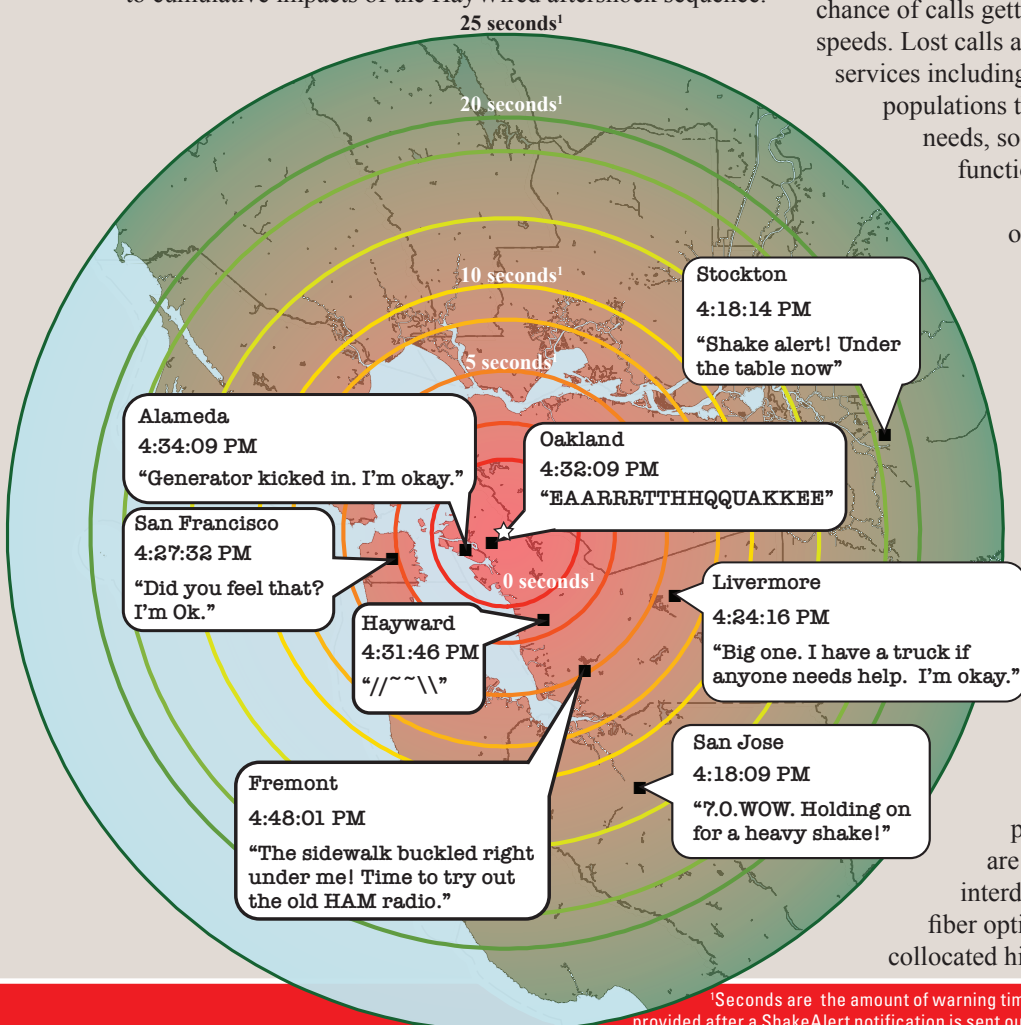 to cumulative impacts of the HayWired aftershock sequence.
25 seconds¹
20 seconds¹
10 seconds¹
5 seconds¹
0 seconds¹
Stockton
4:18:14 PM
“Shake alert! Under
the table now”
Alameda
4:34:09 PM
“Generator kicked in. I’m okay.”
Oakland
4:32:09 PM
“EAARRRTTHHQQUAKKEE”
San Francisco
4:27:32 PM
“Did you feel that?
I’m Ok.”
Hayward
4:31:46 PM
“//~~\\”
Livermore
4:24:16 PM
“Big one. I have a truck if
anyone needs help.  I’m okay.”
Fremont
4:48:01 PM
“The sidewalk buckled right
under me! Time to try out
the old HAM radio.”
San Jose
4:18:09 PM
“7.0.WOW. Holding on
for a heavy shake!”
chance of calls gett
speeds. Lost calls a
services including
populations t
needs, so
functio
o
p
are
interd
fiber opti
collocated hi
¹Seconds are the amount of warning tim
provided after a ShakeAlert notification is sent ou